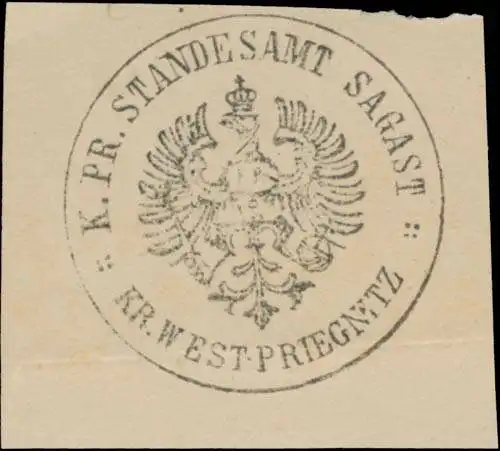 K. PR. STANDESAMT SAGAST
KR. WEST-PRIEGNITZ